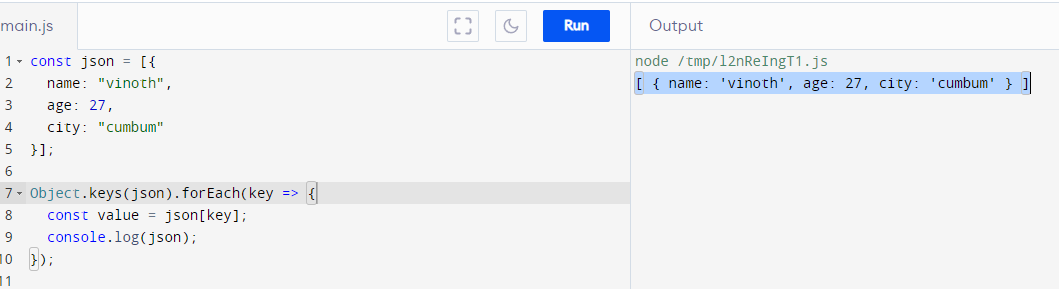 main.js
Run
Output
1 const json = [{
2 name: "vinoth",
3 age: 27,
4 city: "cumbum"
5 }];
6
7 Object.keys(json).forEach(key => {
8 const value = json[key];
9 console.log(json);
10 });
11
node /tmp/l2nReIngT1.js
[ { name: 'vinoth', age: 27, city: 'cumbum' } ]